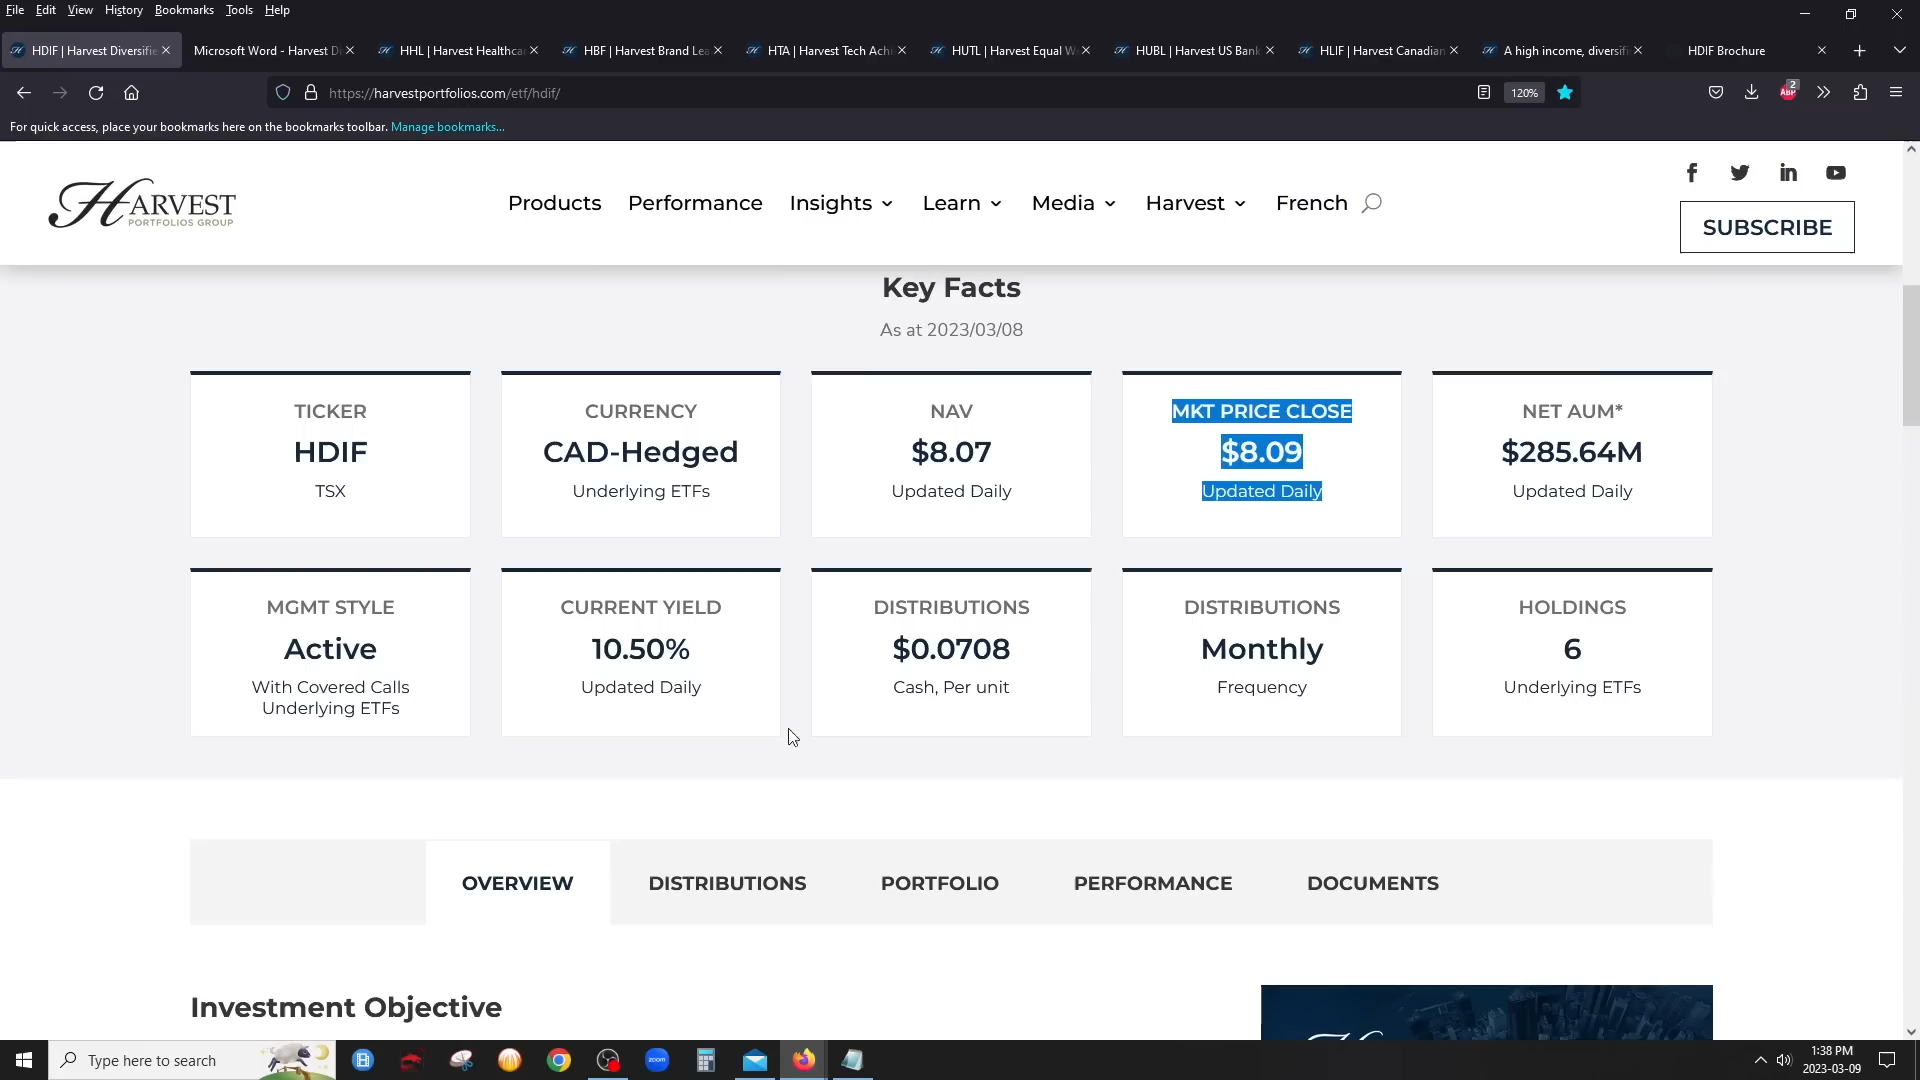 File Edit View History Bookmarks Tools Help
HDIF | Harvest Diversifie
Microsoft Word - Harvest D
HHL | Harvest Healthca
HBF | Harvest Brand Lea
HTA | Harvest Tech Achi
HUTL | Harvest Equal W
HUBL | Harvest US Bank
HLIF | Harvest Canadian
A high income, diversifi
HDIF Brochure
https://harvestportfolios.com/etf/hdif/
120%
ABP
2
For quick access, place your bookmarks here on the bookmarks toolbar. Manage bookmarks...
HARVEST
PORTFOLIOS GROUP
Products Performance Insights Learn Media Harvest French
SUBSCRIBE
Key Facts
As at 2023/03/08
TICKER
HDIF
TSX
CURRENCY
CAD-Hedged
Underlying ETFs
NAV
$8.07
Updated Daily
MKT PRICE CLOSE
$8.09
Updated Daily
NET AUM*
$285.64M
Updated Daily
MGMT STYLE
Active
With Covered Calls
Underlying ETFs
CURRENT YIELD
10.50%
Updated Daily
DISTRIBUTIONS
$0.0708
Cash, Per unit
DISTRIBUTIONS
Monthly
Frequency
HOLDINGS
6
Underlying ETFs
OVERVIEW DISTRIBUTIONS PORTFOLIO PERFORMANCE DOCUMENTS
Investment Objective
Type here to search
zoom
1:38 PM
2023-03-09